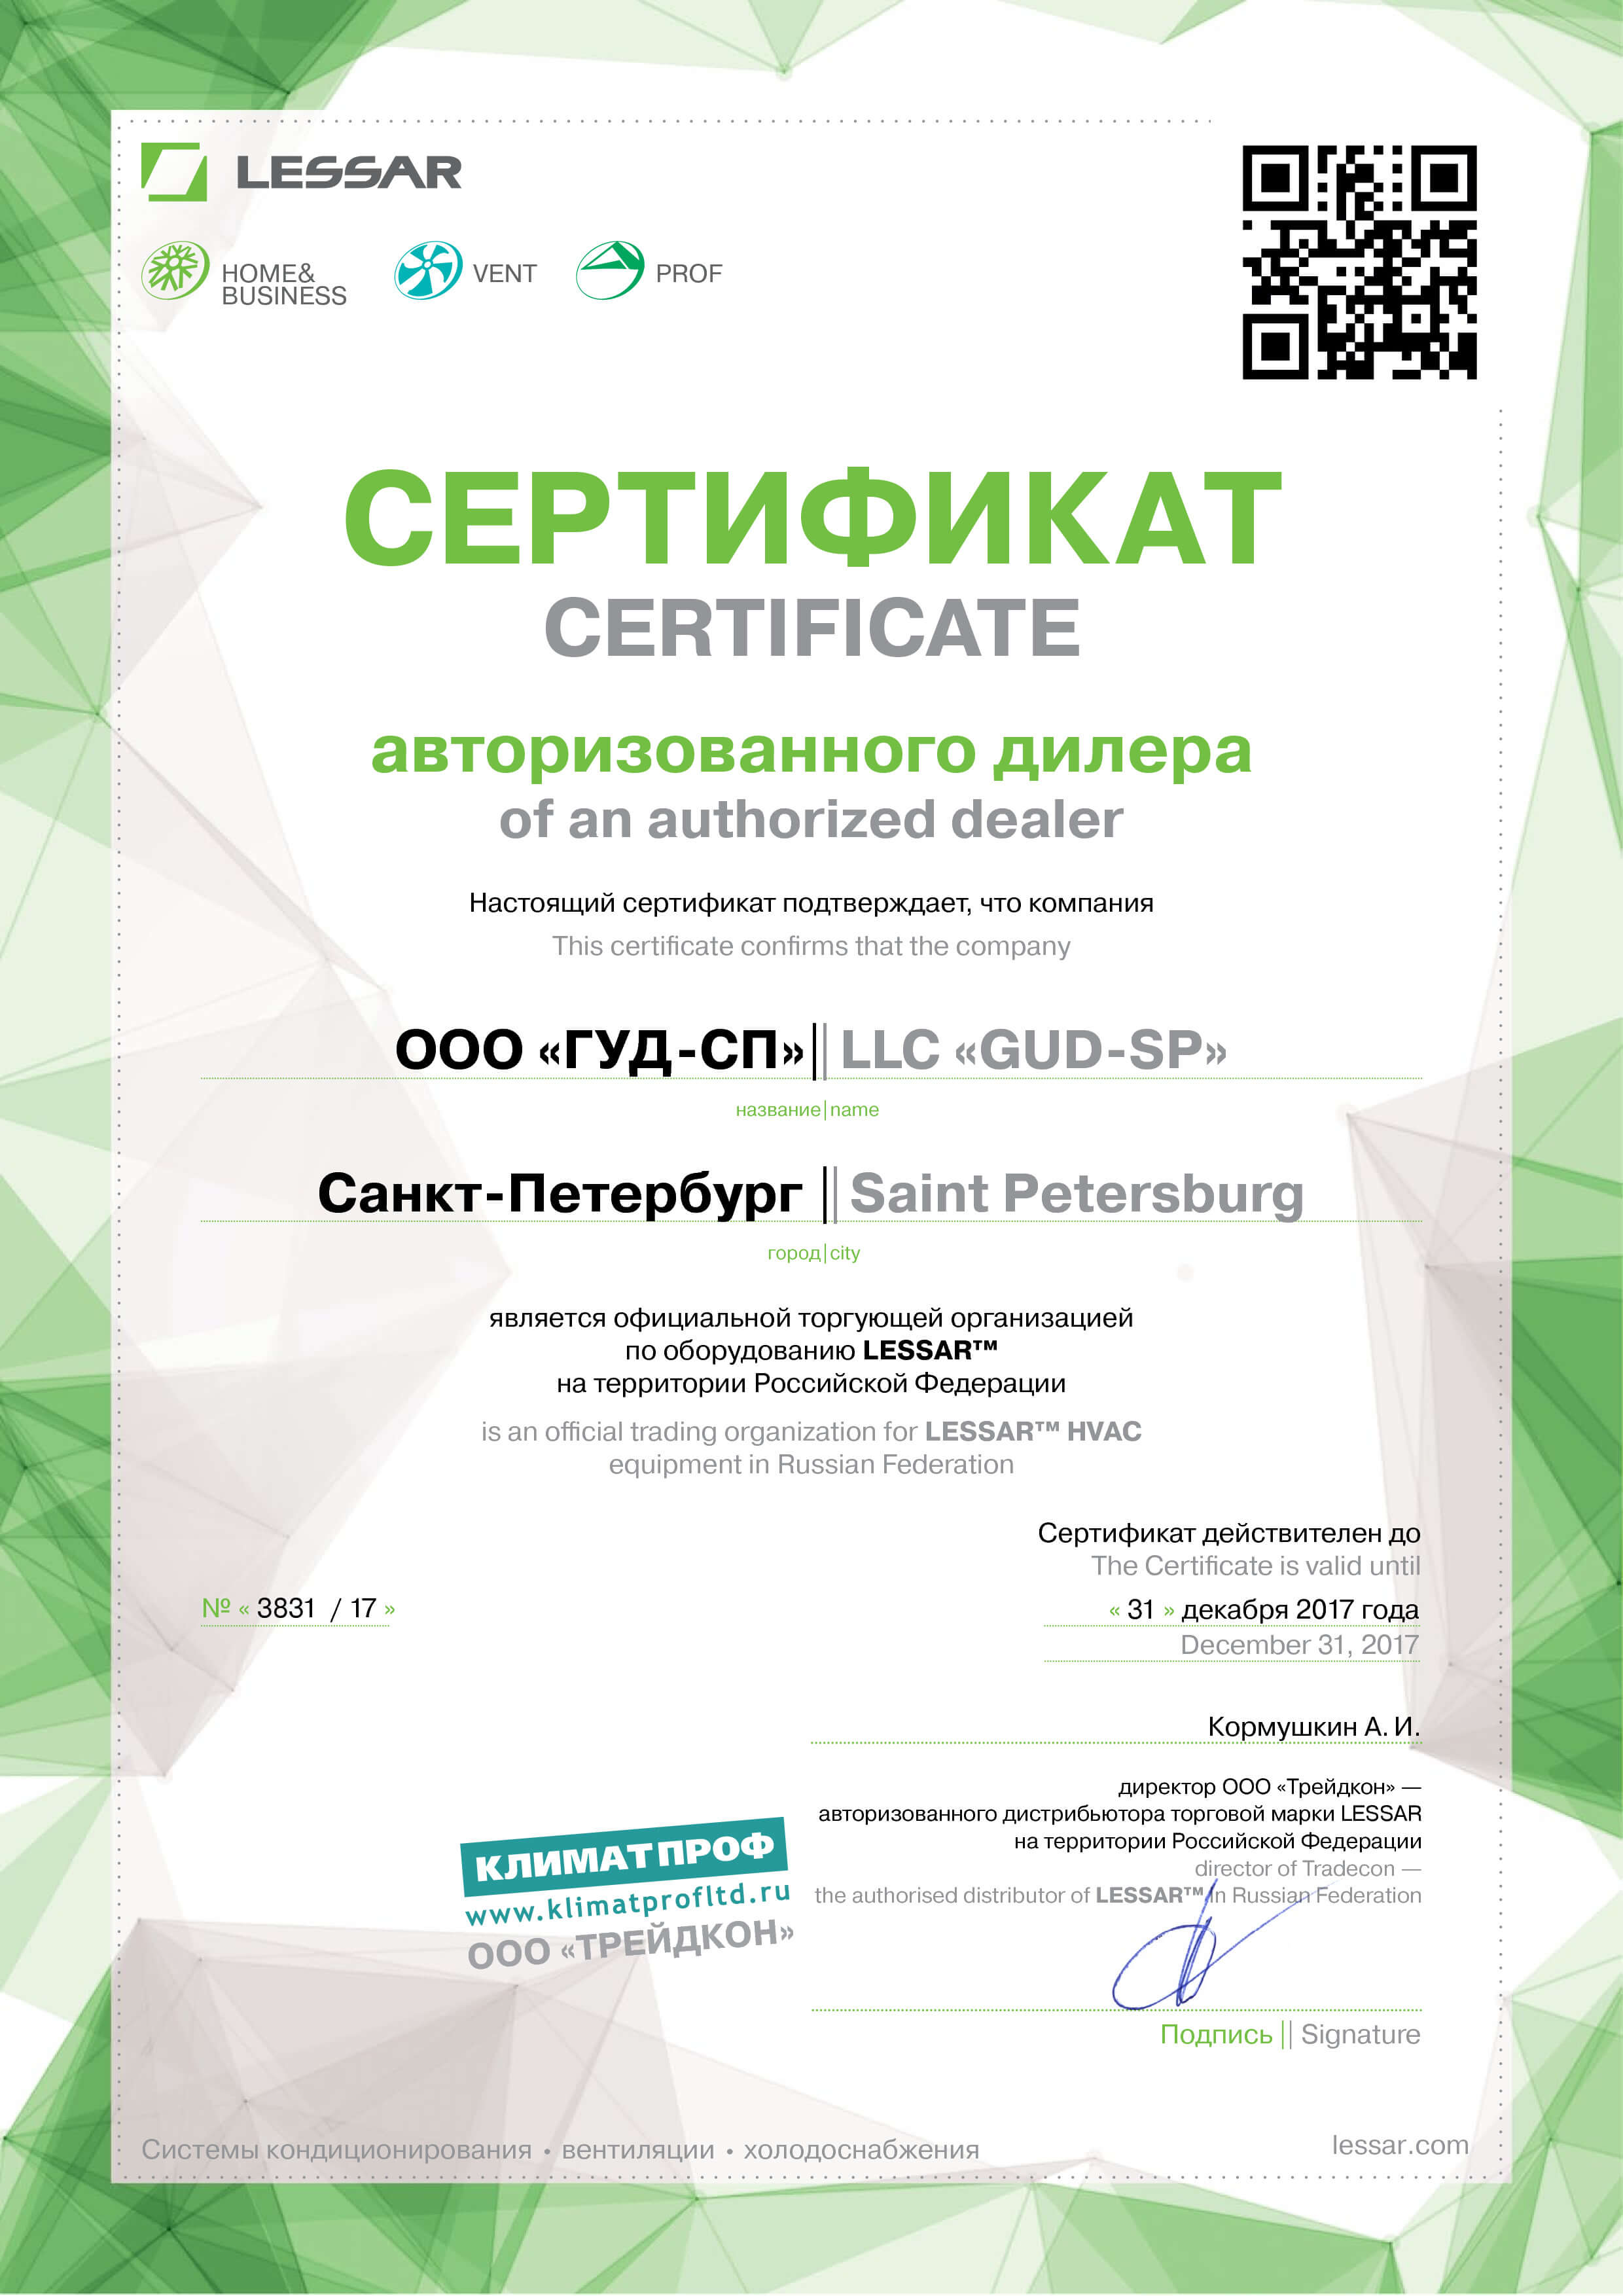 LESSAR
HOME&
BUSINESS
VENT
PROF
СЕРТИФИКАТ
CERTIFICATE
авторизованного дилера
of an authorized dealer
Настоящий сертификат подтверждает, что компания
This certificate confirms that the company
ООО «ГУД-СП»|| LLC «GUD-SP»
название|name
Санкт-Петербург || Saint Petersburg
город|city
является официальной торгующей организацией
по оборудованию LESSAR™
на территории Российской Федерации
is an official trading organization for LESSAR™ HVAC
equipment in Russian Federation
Сертификат действителен до
The Certificate is valid until
№ « 3831 / 17 »
« 31 » декабря 2017 года
December 31, 2017
Кормушкин А. И.
директор ООО «Трейдкон» —
авторизованного дистрибьютора торговой марки LESSAR
на территории Российской Федерации
director of Tradecon —
the authorised distributor of LESSAR™ in Russian Federation
КЛИМАТПРОФ
www.klimatprofltd.ru
ООО «ТРЕЙДКОН»
Подпись || Signature
Системы кондиционирования • вентиляции • холодоснабжения
lessar.com